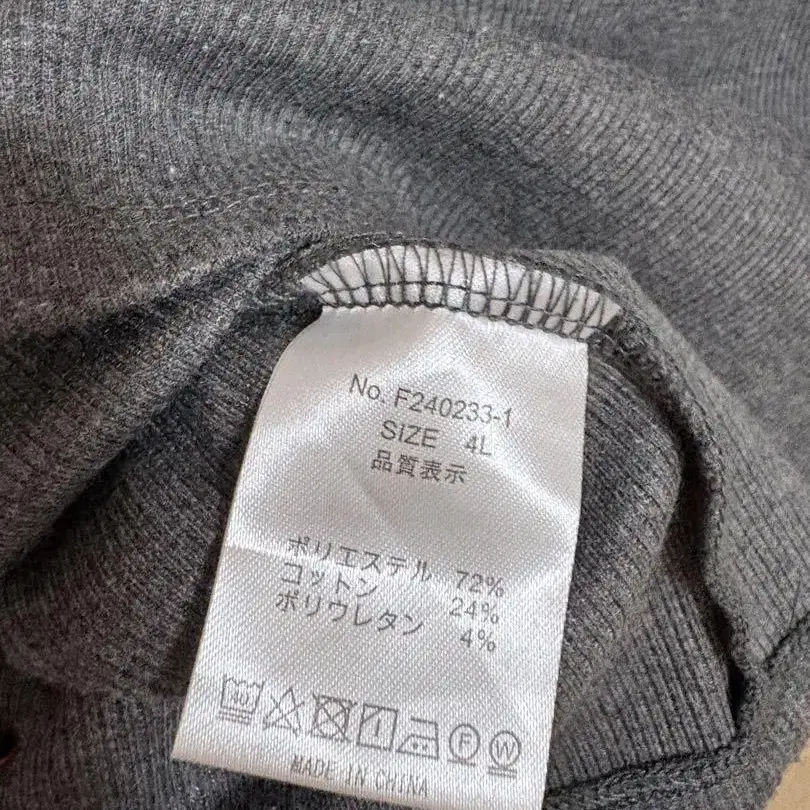 No. F240233-1
SIZE 4L
品質表示
ポリエステル 72%
コットン 24%
ポリウレタン 4%
F W
MADE IN CHINA